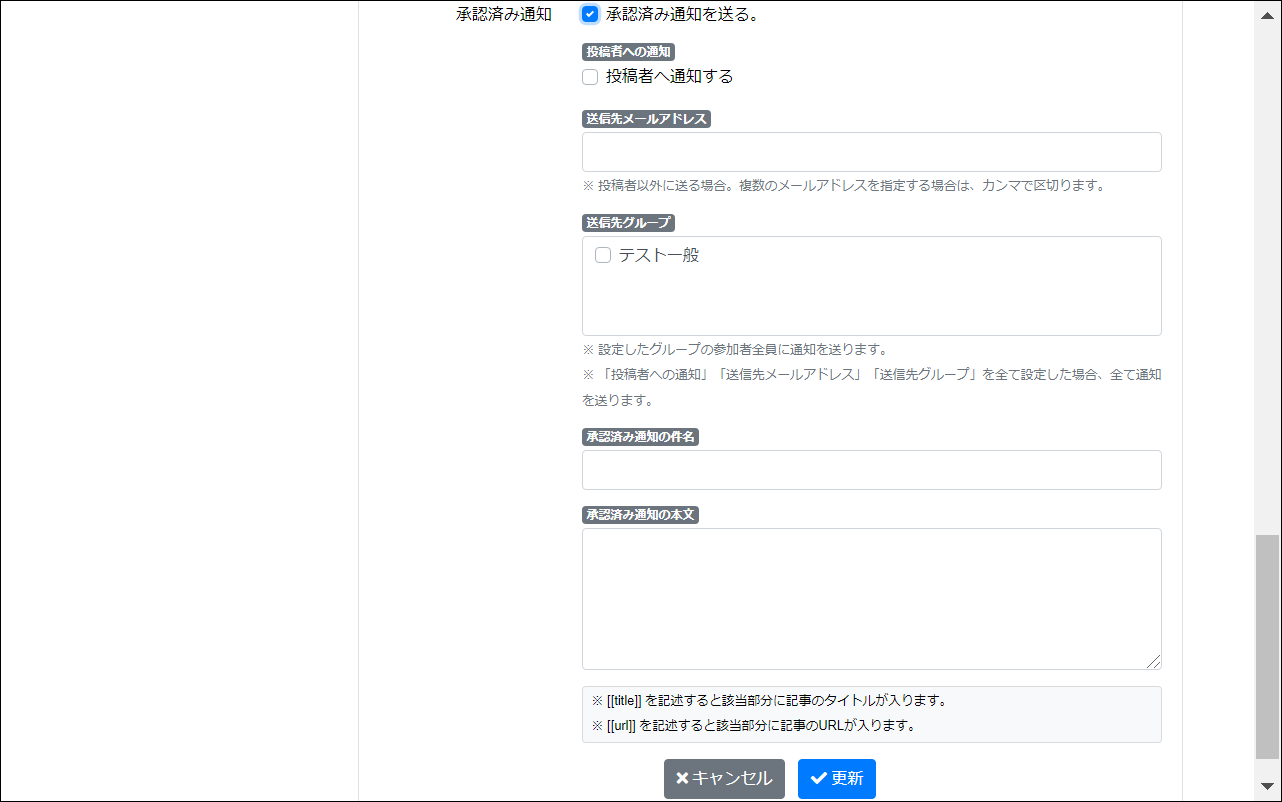 承認済み通知 承認済み通知を送る。
投稿者への通知
投稿者へ通知する
送信先メールアドレス
※ 投稿者以外に送る場合。複数のメールアドレスを指定する場合は、カンマで区切ります。
送信先グループ
テスト一般
※ 設定したグループの参加者全員に通知を送ります。
※ 「投稿者への通知」「送信先メールアドレス」「送信先グループ」を全て設定した場合、全て通知
を送ります。
承認済み通知の件名
承認済み通知の本文
※ [[title]] を記述すると該当部分に記事のタイトルが入ります。
※ [[url]] を記述すると該当部分に記事のURLが入ります。
キャンセル 更新